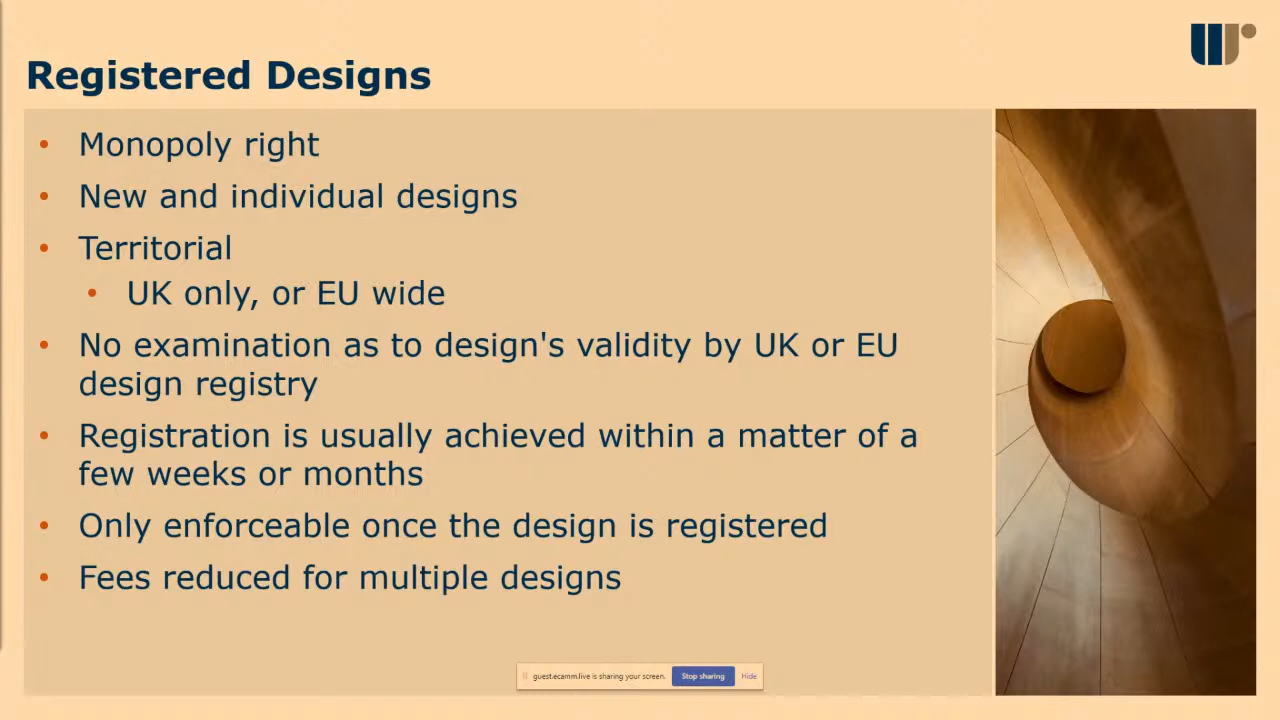 Registered Designs
• Monopoly right
• New and individual designs
• Territorial
• UK only, or EU wide
• No examination as to design's validity by UK or EU
design registry
• Registration is usually achieved within a matter of a
few weeks or months
• Only enforceable once the design is registered
• Fees reduced for multiple designs
guest.ecamm.live is sharing your screen. Stop sharing Hide